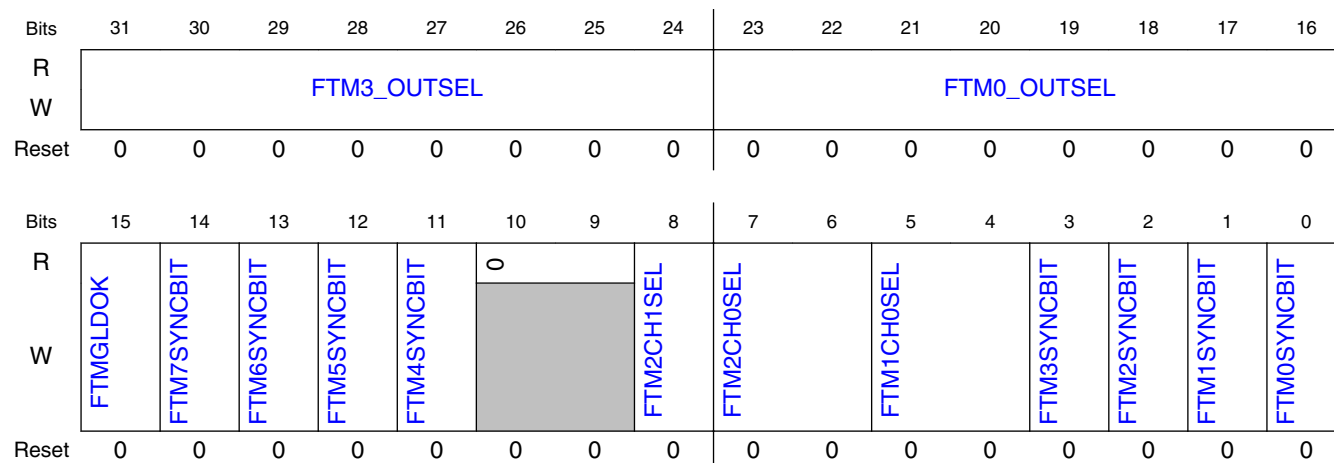 Bits 31 30 29 28 27 26 25 24 23 22 21 20 19 18 17 16
R
FTM3_OUTSEL FTM0_OUTSEL
W
Reset 0 0 0 0 0 0 0 0 0 0 0 0 0 0 0 0
Bits 15 14 13 12 11 10 9 8 7 6 5 4 3 2 1 0
R
0
FTMGLDOK
FTM7SYNCBIT
FTM6SYNCBIT
FTM5SYNCBIT
FTM4SYNCBIT
FTM2CH1SEL
FTM2CH0SEL
FTM1CH0SEL
FTM3SYNCBIT
FTM2SYNCBIT
FTM1SYNCBIT
FTM0SYNCBIT
W
Reset 0 0 0 0 0 0 0 0 0 0 0 0 0 0 0 0